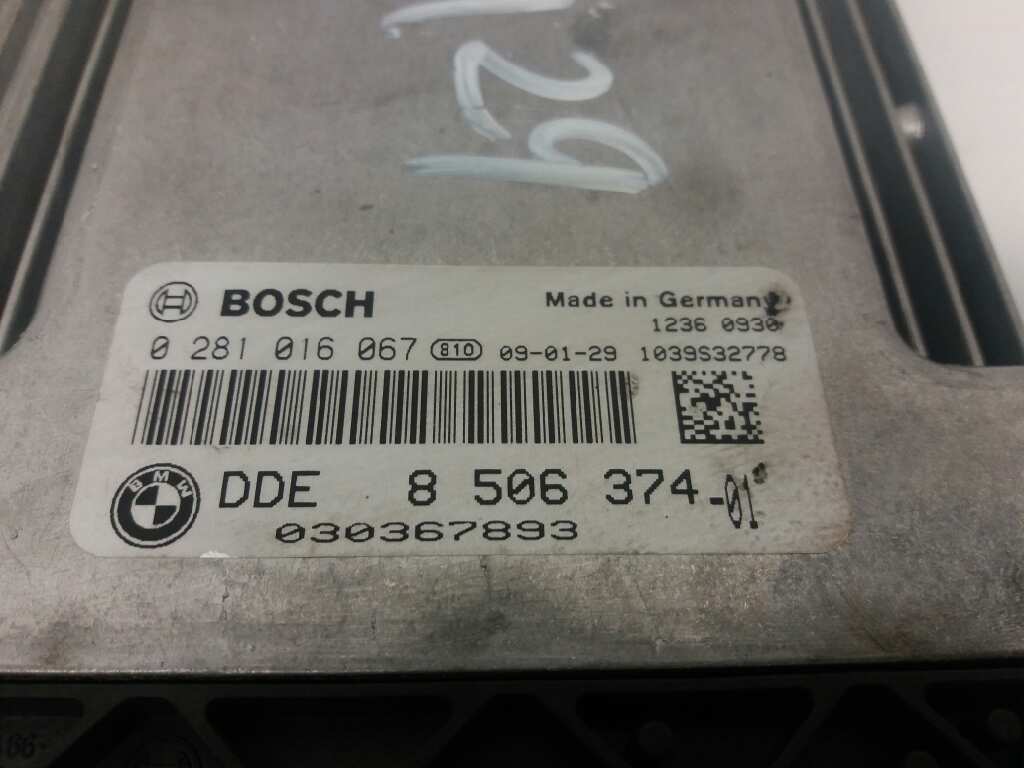 BOSCH Made in Germany
1236 0930
0 281 016 067 810 09-01-29 1039S32778
BMW DDE 8 506 374-01
030367893